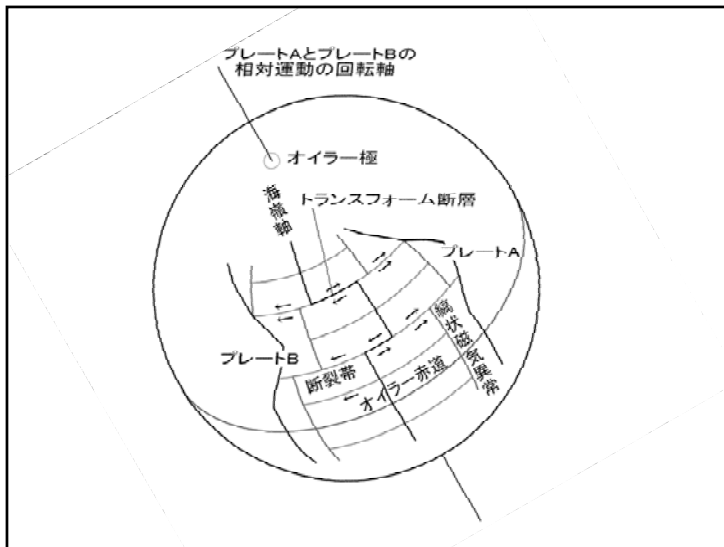 プレートAとプレートBの
相対運動の回転軸
オイラー極
海嶺軸
トランスフォーム断層
プレートA
プレートB
断裂帯
オイラー赤道
縞状磁気異常